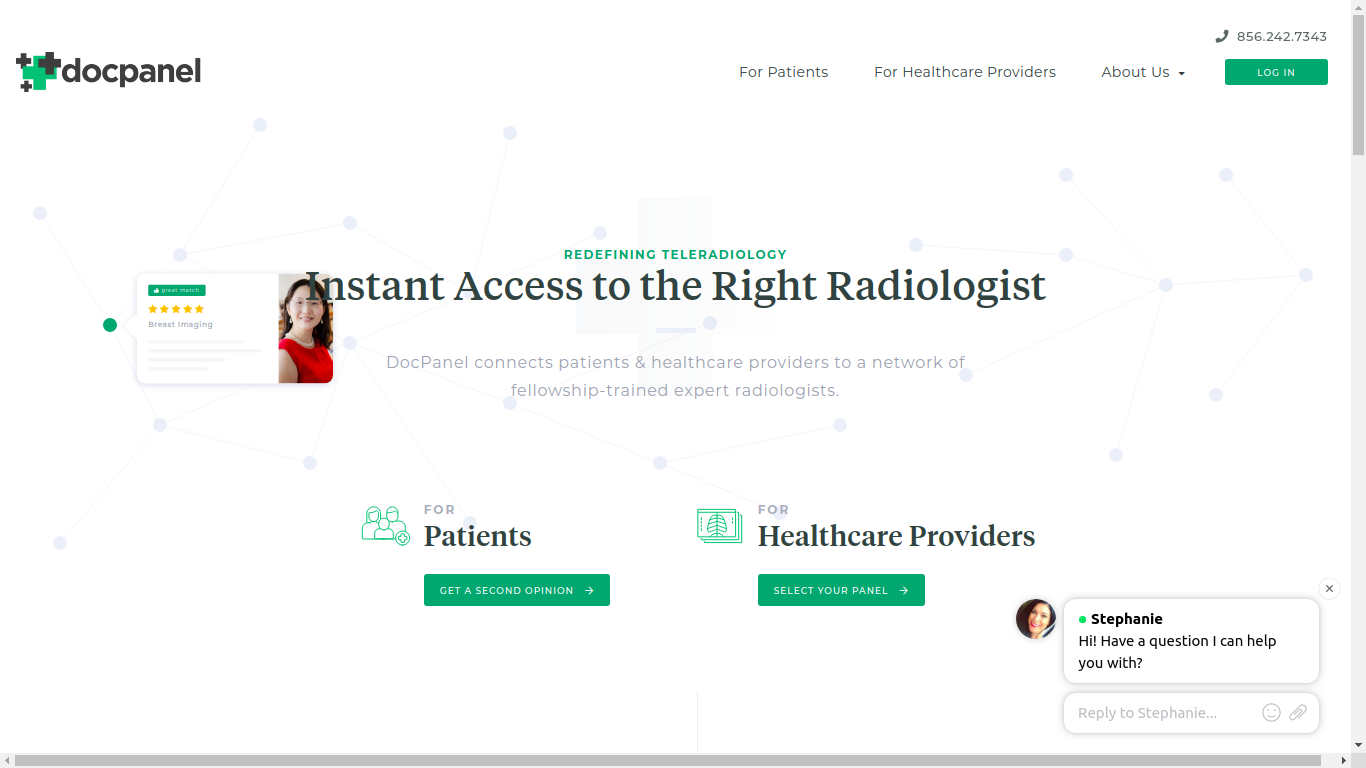 856.242.7343
docpanel
For Patients
For Healthcare Providers
About Us
LOG IN
REDEFINING TELERADIOLOGY
Instant Access to the Right Radiologist
great match
Breast Imaging
DocPanel connects patients & healthcare providers to a network of
fellowship-trained expert radiologists.
FOR
Patients
GET A SECOND OPINION
FOR
Healthcare Providers
SELECT YOUR PANEL
Stephanie
Hi! Have a question I can help
you with?
Reply to Stephanie...